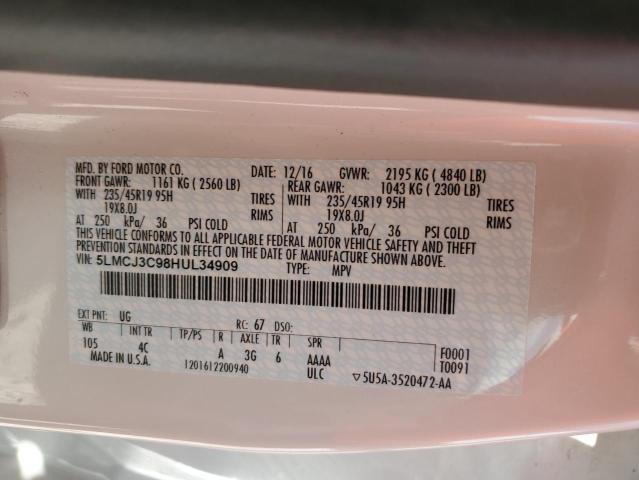 MFD. BY FORD MOTOR CO. DATE: 12/16 GVWR: 2195 KG ( 4840 LB)
FRONT GAWR: 1161 KG ( 2560 LB) REAR GAWR: 1043 KG ( 2300 LB)
WITH 235/45R19 95H TIRES WITH 235/45R19 95H TIRES
19X8.0J RIMS 19X8.0J RIMS
AT 250 kPa/ 36 PSI COLD AT 250 kPa/ 36 PSI COLD
THIS VEHICLE CONFORMS TO ALL APPLICABLE FEDERAL MOTOR VEHICLE SAFETY AND THEFT
PREVENTION STANDARDS IN EFFECT ON THE DATE OF MANUFACTURE SHOWN ABOVE.
VIN: 5LMCJ3C98HUL34909 TYPE: MPV
EXT PNT: UG RC: 67 DSO:
WB INT TR TP/PS R AXLE TR SPR F0001
105 4C A 3G 6 AAAA T0091
MADE IN U.S.A. 1201612200940 ULC ▽5U5A-3520472-AA